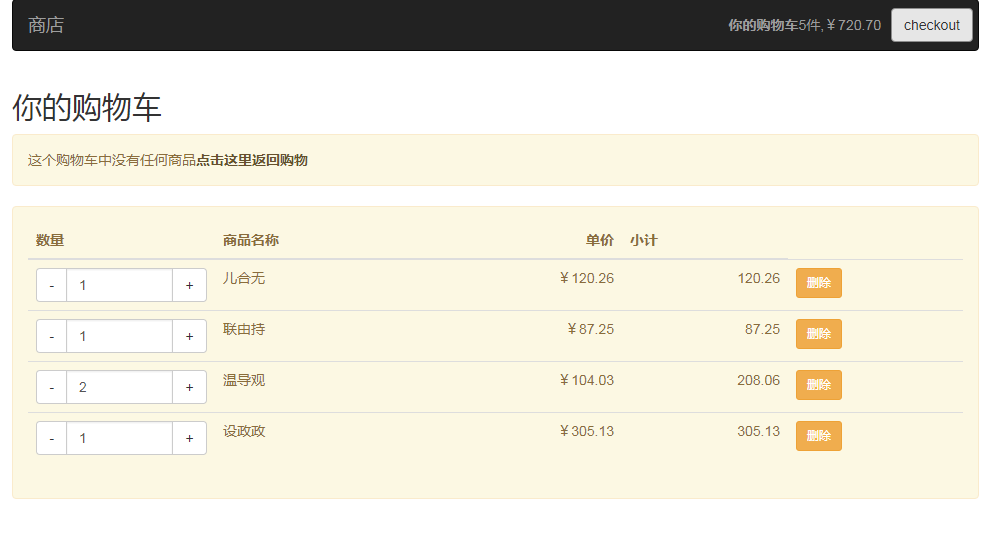 商店 你的购物车5件,￥720.70 checkout
你的购物车
这个购物车中没有任何商品点击这里返回购物
数量 商品名称 单价 小计
- 1 + 儿合无 ￥120.26 120.26 删除
- 1 + 联由持 ￥87.25 87.25 删除
- 2 + 温导观 ￥104.03 208.06 删除
- 1 + 设政政 ￥305.13 305.13 删除